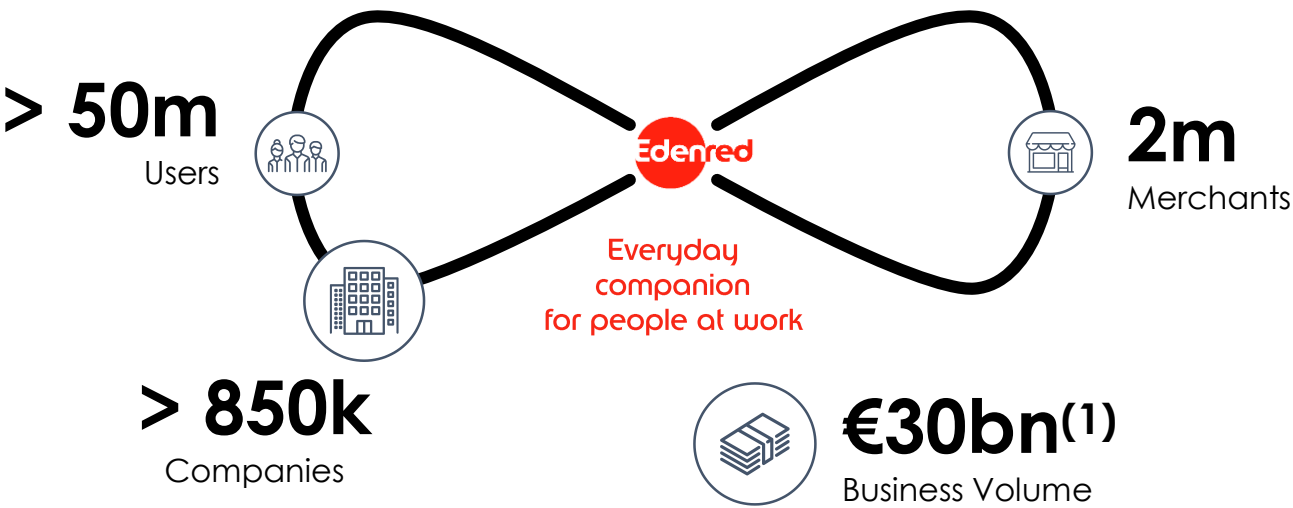 > 50m
Users
Edenred
2m
Merchants
Everyday
companion
for people at work
> 850k
Companies
€30bn(1)
Business Volume